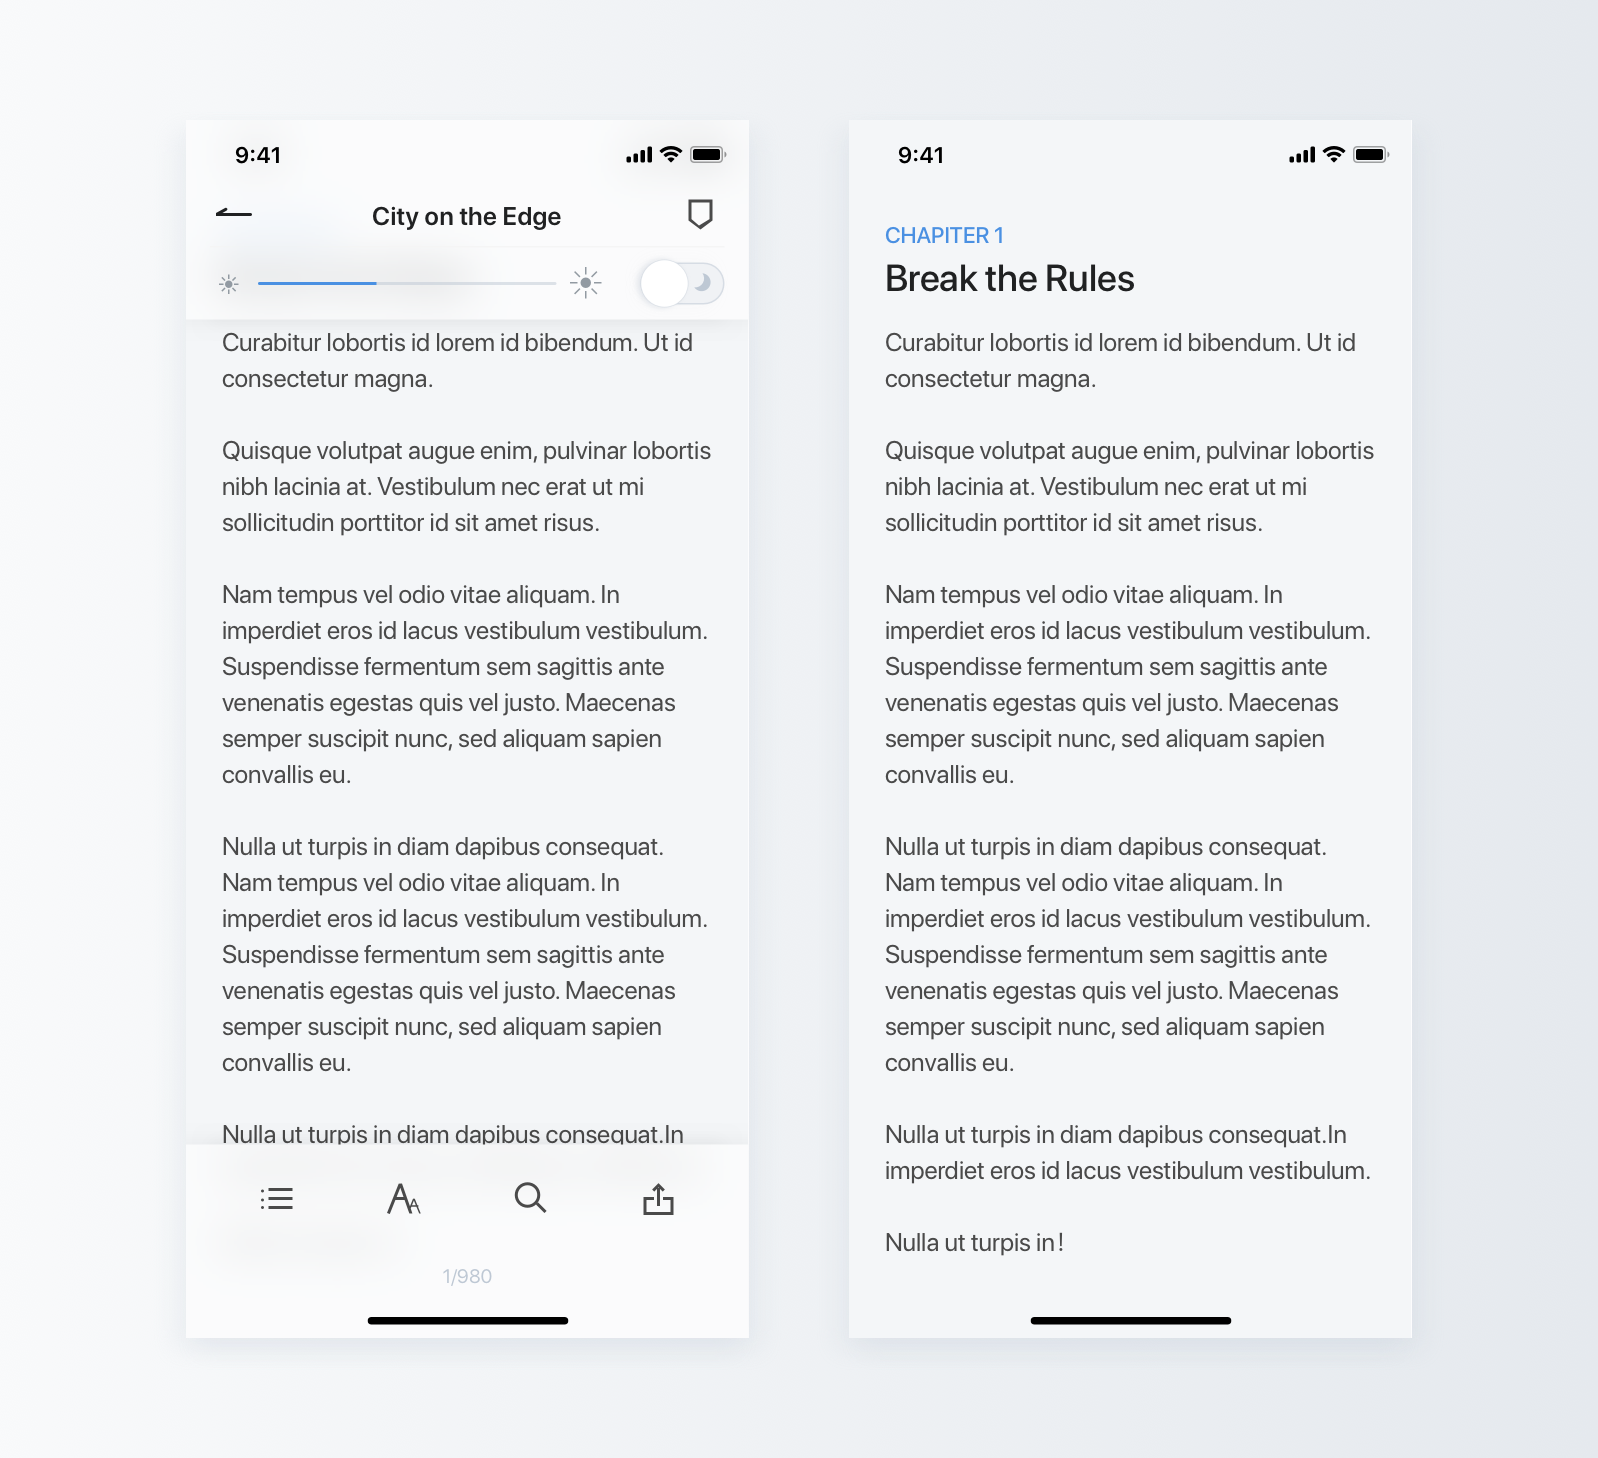 9:41
City on the Edge
Curabitur lobortis id lorem id bibendum. Ut id
consectetur magna.
Quisque volutpat augue enim, pulvinar lobortis
nibh lacinia at. Vestibulum nec erat ut mi
sollicitudin porttitor id sit amet risus.
Nam tempus vel odio vitae aliquam. In
imperdiet eros id lacus vestibulum vestibulum.
Suspendisse fermentum sem sagittis ante
venenatis egestas quis vel justo. Maecenas
semper suscipit nunc, sed aliquam sapien
convallis eu.
Nulla ut turpis in diam dapibus consequat.
Nam tempus vel odio vitae aliquam. In
imperdiet eros id lacus vestibulum vestibulum.
Suspendisse fermentum sem sagittis ante
venenatis egestas quis vel justo. Maecenas
semper suscipit nunc, sed aliquam sapien
convallis eu.
Nulla ut turpis in diam dapibus consequat.In
AA
1/980
9:41
CHAPITER 1
Break the Rules
Curabitur lobortis id lorem id bibendum. Ut id
consectetur magna.
Quisque volutpat augue enim, pulvinar lobortis
nibh lacinia at. Vestibulum nec erat ut mi
sollicitudin porttitor id sit amet risus.
Nam tempus vel odio vitae aliquam. In
imperdiet eros id lacus vestibulum vestibulum.
Suspendisse fermentum sem sagittis ante
venenatis egestas quis vel justo. Maecenas
semper suscipit nunc, sed aliquam sapien
convallis eu.
Nulla ut turpis in diam dapibus consequat.
Nam tempus vel odio vitae aliquam. In
imperdiet eros id lacus vestibulum vestibulum.
Suspendisse fermentum sem sagittis ante
venenatis egestas quis vel justo. Maecenas
semper suscipit nunc, sed aliquam sapien
convallis eu.
Nulla ut turpis in diam dapibus consequat.In
imperdiet eros id lacus vestibulum vestibulum.
Nulla ut turpis in!